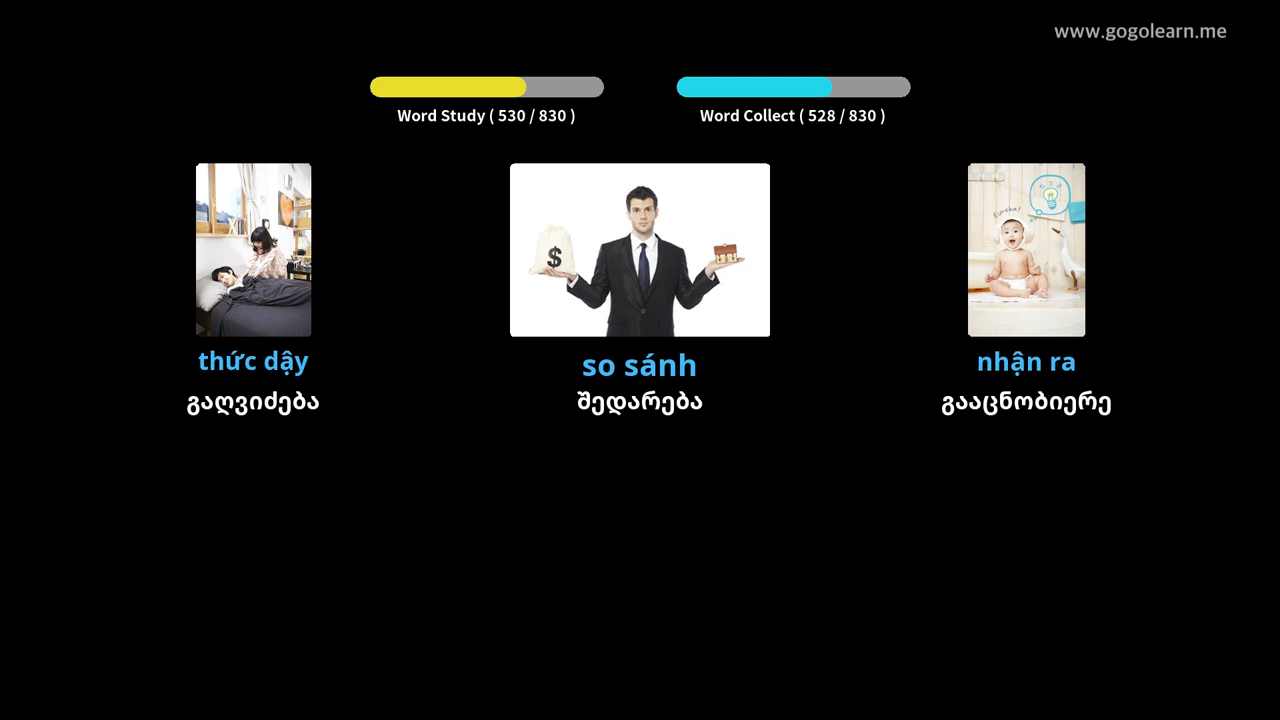 www.gogolearn.me
Word Study ( 530 / 830 )
Word Collect ( 528 / 830 )
Eureka!
thức dậy
so sánh
nhận ra
გაღვიძება
შედარება
გააცნობიერე